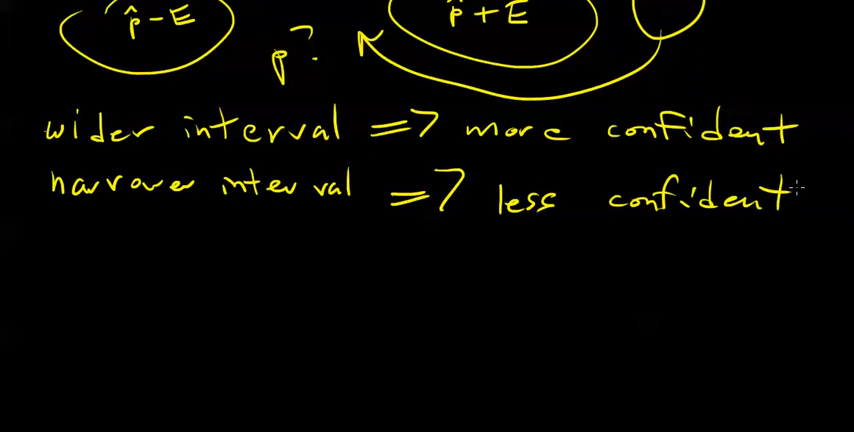 p̂ - E p̂ + E
p?
wider interval => more confident
narrower interval => less confident